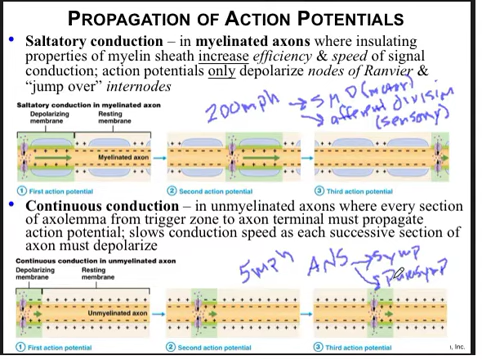 PROPAGATION OF ACTION POTENTIALS
• Saltatory conduction – in myelinated axons where insulating
properties of myelin sheath increase efficiency & speed of signal
conduction; action potentials only depolarize nodes of Ranvier &
“jump over” internodes
200mph → SMD (motor)
→ afferent division
(sensory)
Saltatory conduction in myelinated axon
Depolarizing membrane
Resting membrane
Myelinated axon
1 First action potential
2 Second action potential
3 Third action potential
• Continuous conduction – in unmyelinated axons where every section
of axolemma from trigger zone to axon terminal must propagate
action potential; slows conduction speed as each successive section of
axon must depolarize
5mph ANS → symp
→ parasymp
Continuous conduction in unmyelinated axon
Depolarizing membrane
Resting membrane
Unmyelinated axon
1 First action potential
2 Second action potential
3 Third action potential
, Inc.